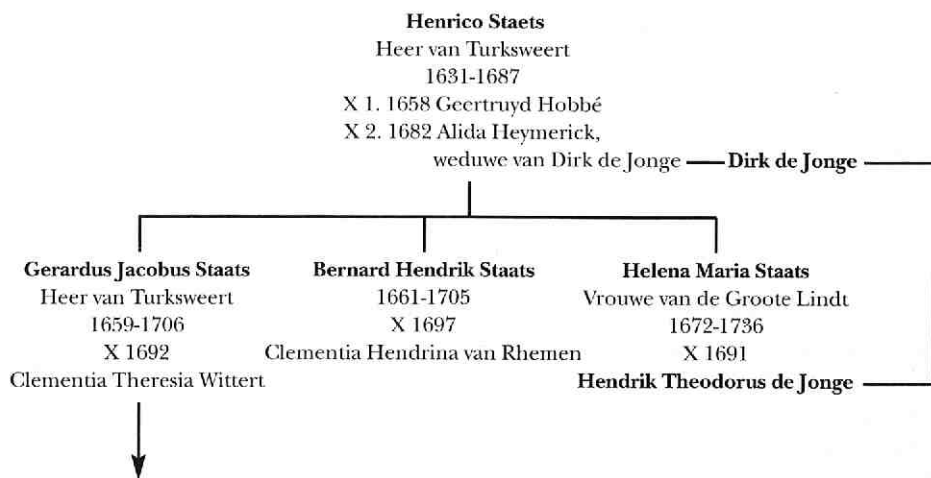 Henrico Staets
Heer van Turksweert
1631-1687
X 1. 1658 Geertruyd Hobbé
X 2. 1682 Alida Heymerick,
weduwe van Dirk de Jonge — Dirk de Jonge
Gerardus Jacobus Staats
Heer van Turksweert
1659-1706
X 1692
Clementia Theresia Wittert
Bernard Hendrik Staats
1661-1705
X 1697
Clementia Hendrina van Rhemen
Helena Maria Staats
Vrouwe van de Groote Lindt
1672-1736
X 1691
Hendrik Theodorus de Jonge